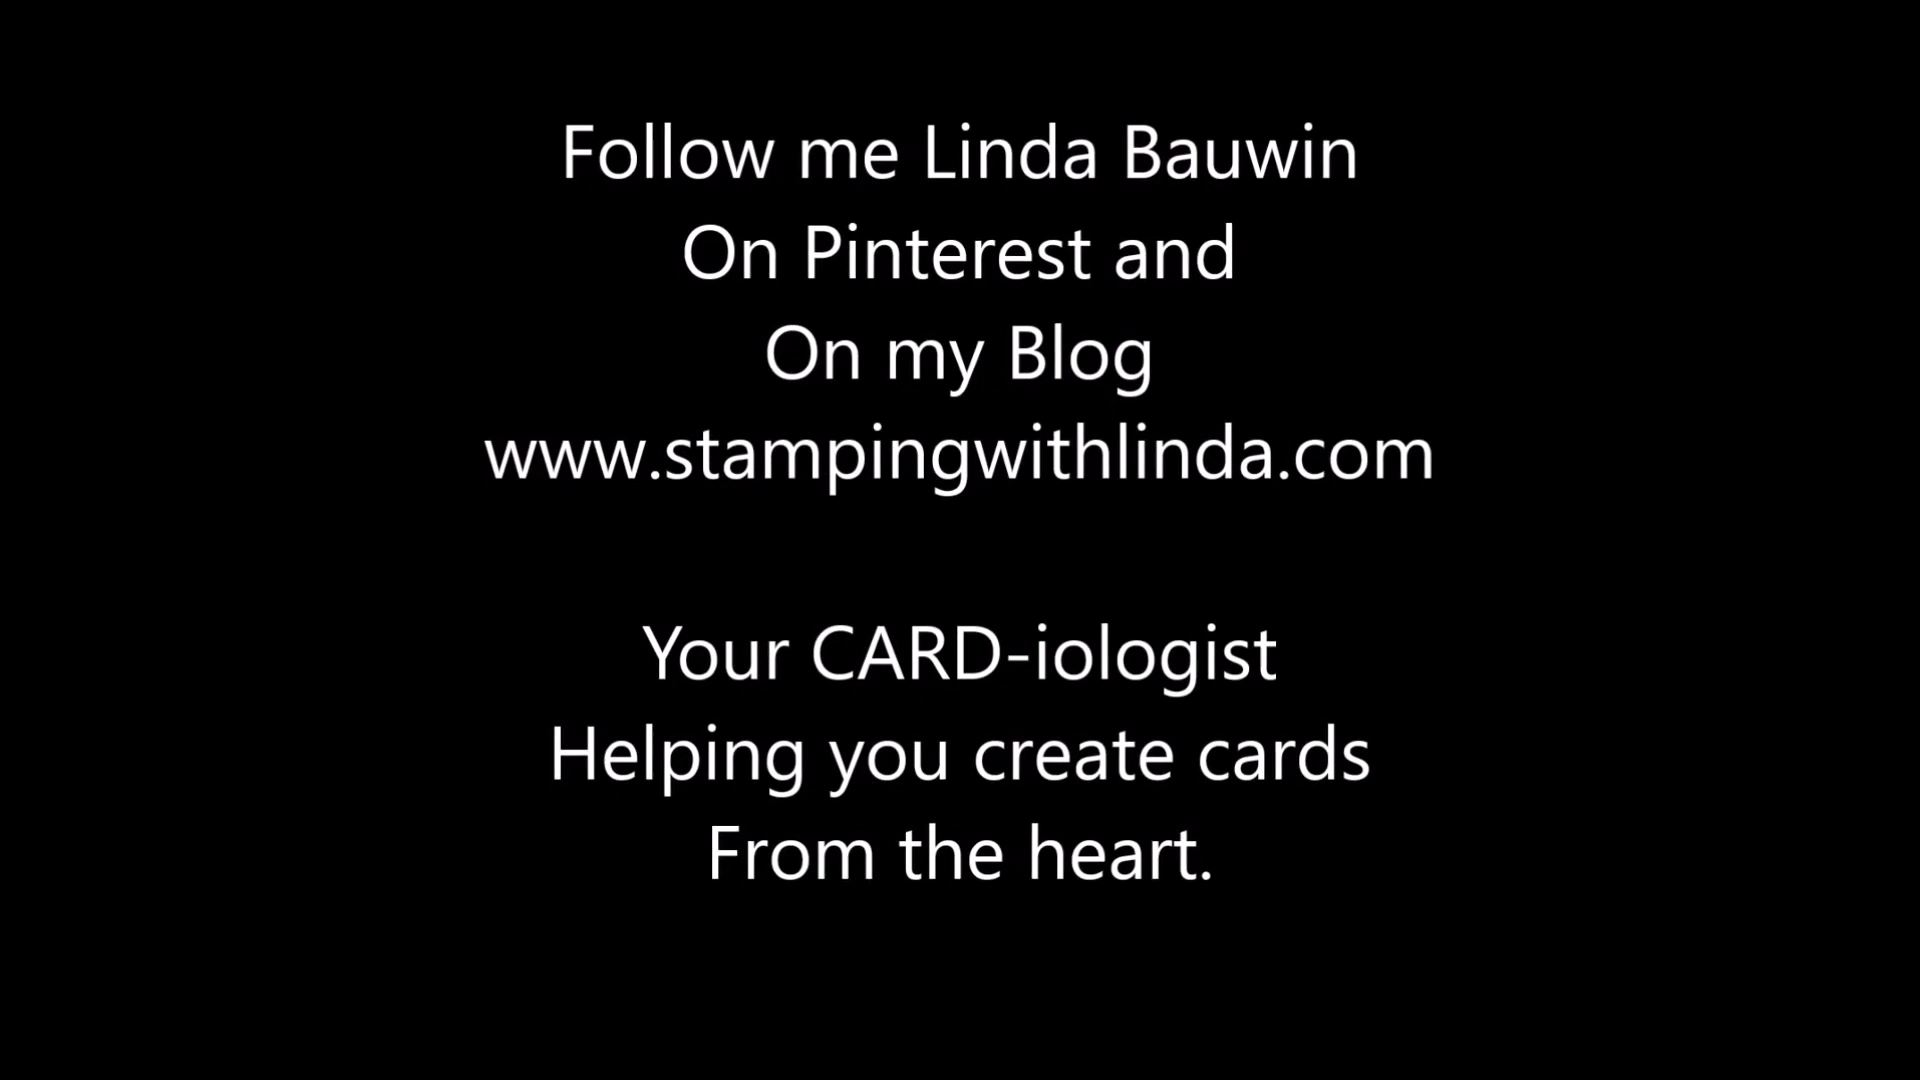 Follow me Linda Bauwin
On Pinterest and
On my Blog
www.stampingwithlinda.com
Your CARD-iologist
Helping you create cards
From the heart.